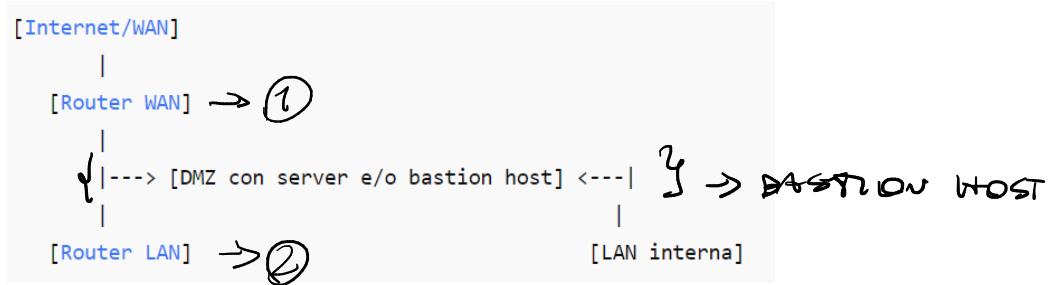 [Internet/WAN]
|
[Router WAN] → 1
|
{ |---> [DMZ con server e/o bastion host] <---| } → BASTION HOST
| |
[Router LAN] → 2 [LAN interna]